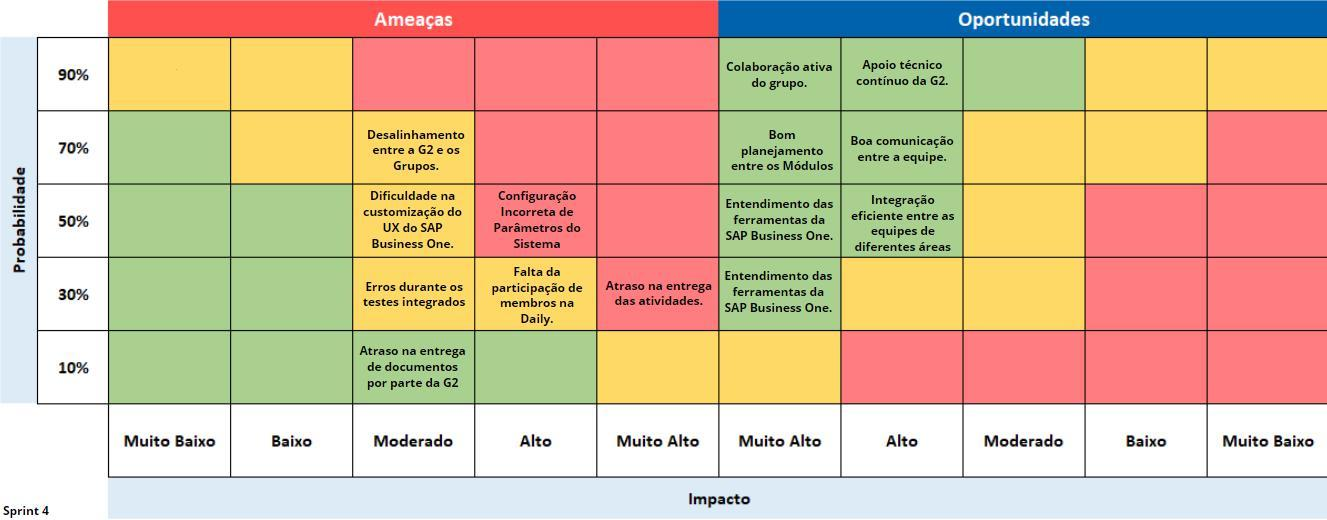 Ameaças
Oportunidades
Probabilidade
90%
Colaboração ativa
do grupo.
Apoio técnico
contínuo da G2.
70%
Desalinhamento
entre a G2 e os
Grupos.
Bom
planejamento
entre os Módulos
Boa comunicação
entre a equipe.
50%
Dificuldade na
customização do
UX do SAP
Business One.
Configuração
Incorreta de
Parâmetros do
Sistema
Entendimento das
ferramentas da
SAP Business One.
Integração
eficiente entre as
equipes de
diferentes áreas
30%
Erros durante os
testes integrados
Falta da
participação de
membros na
Daily.
Atraso na entrega
das atividades.
Entendimento das
ferramentas da
SAP Business One.
10%
Atraso na entrega
de documentos
por parte da G2
Muito Baixo
Baixo
Moderado
Alto
Muito Alto
Muito Alto
Alto
Moderado
Baixo
Muito Baixo
Impacto
Sprint 4